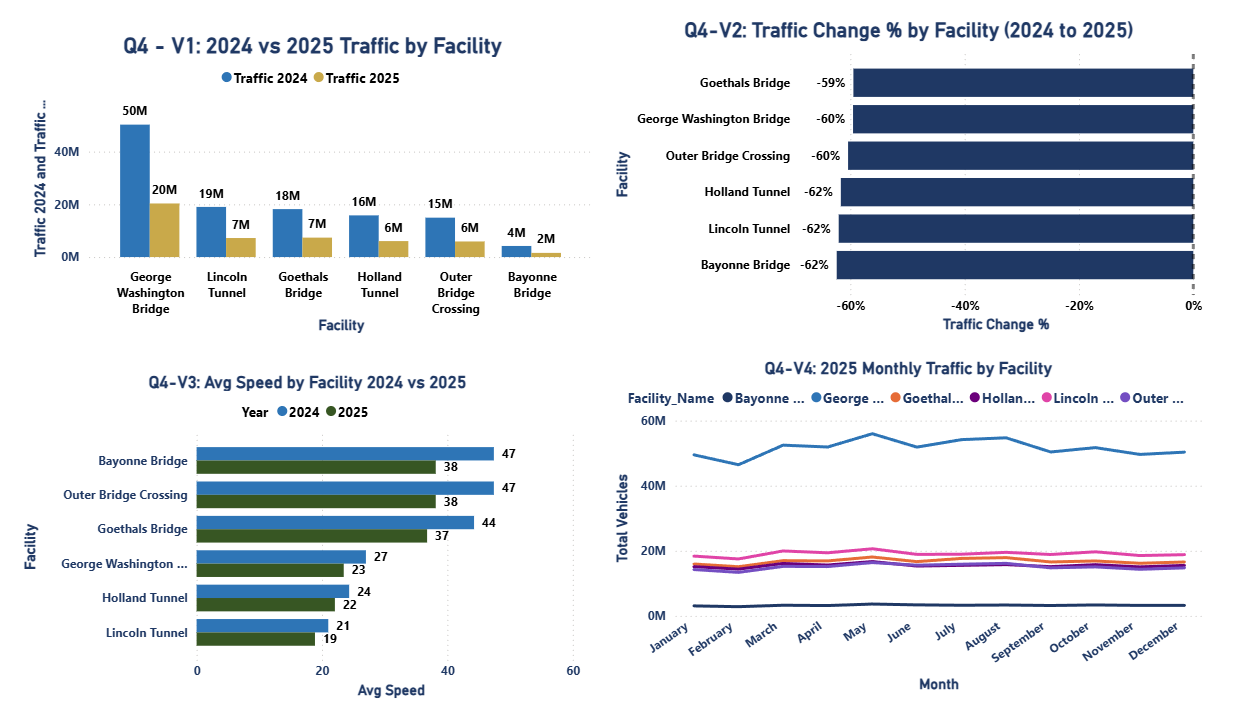 Q4 - V1: 2024 vs 2025 Traffic by Facility
Traffic 2024 Traffic 2025
Traffic 2024 and Traffic ...
50M
20M
19M
7M
18M
7M
16M
6M
15M
6M
4M
2M
40M
20M
0M
George Washington Bridge
Lincoln Tunnel
Goethals Bridge
Holland Tunnel
Outer Bridge Crossing
Bayonne Bridge
Facility
Q4-V2: Traffic Change % by Facility (2024 to 2025)
Facility
Goethals Bridge -59%
George Washington Bridge -60%
Outer Bridge Crossing -60%
Holland Tunnel -62%
Lincoln Tunnel -62%
Bayonne Bridge -62%
-60% -40% -20% 0%
Traffic Change %
Q4-V3: Avg Speed by Facility 2024 vs 2025
Year 2024 2025
Facility
Bayonne Bridge 47
38
Outer Bridge Crossing 47
38
Goethals Bridge 44
37
George Washington ... 27
23
Holland Tunnel 24
22
Lincoln Tunnel 21
19
0 20 40 60
Avg Speed
Q4-V4: 2025 Monthly Traffic by Facility
Facility_Name Bayonne ... George ... Goethal... Hollan... Lincoln ... Outer ...
Total Vehicles
60M
40M
20M
0M
January February March April May June July August September October November December
Month